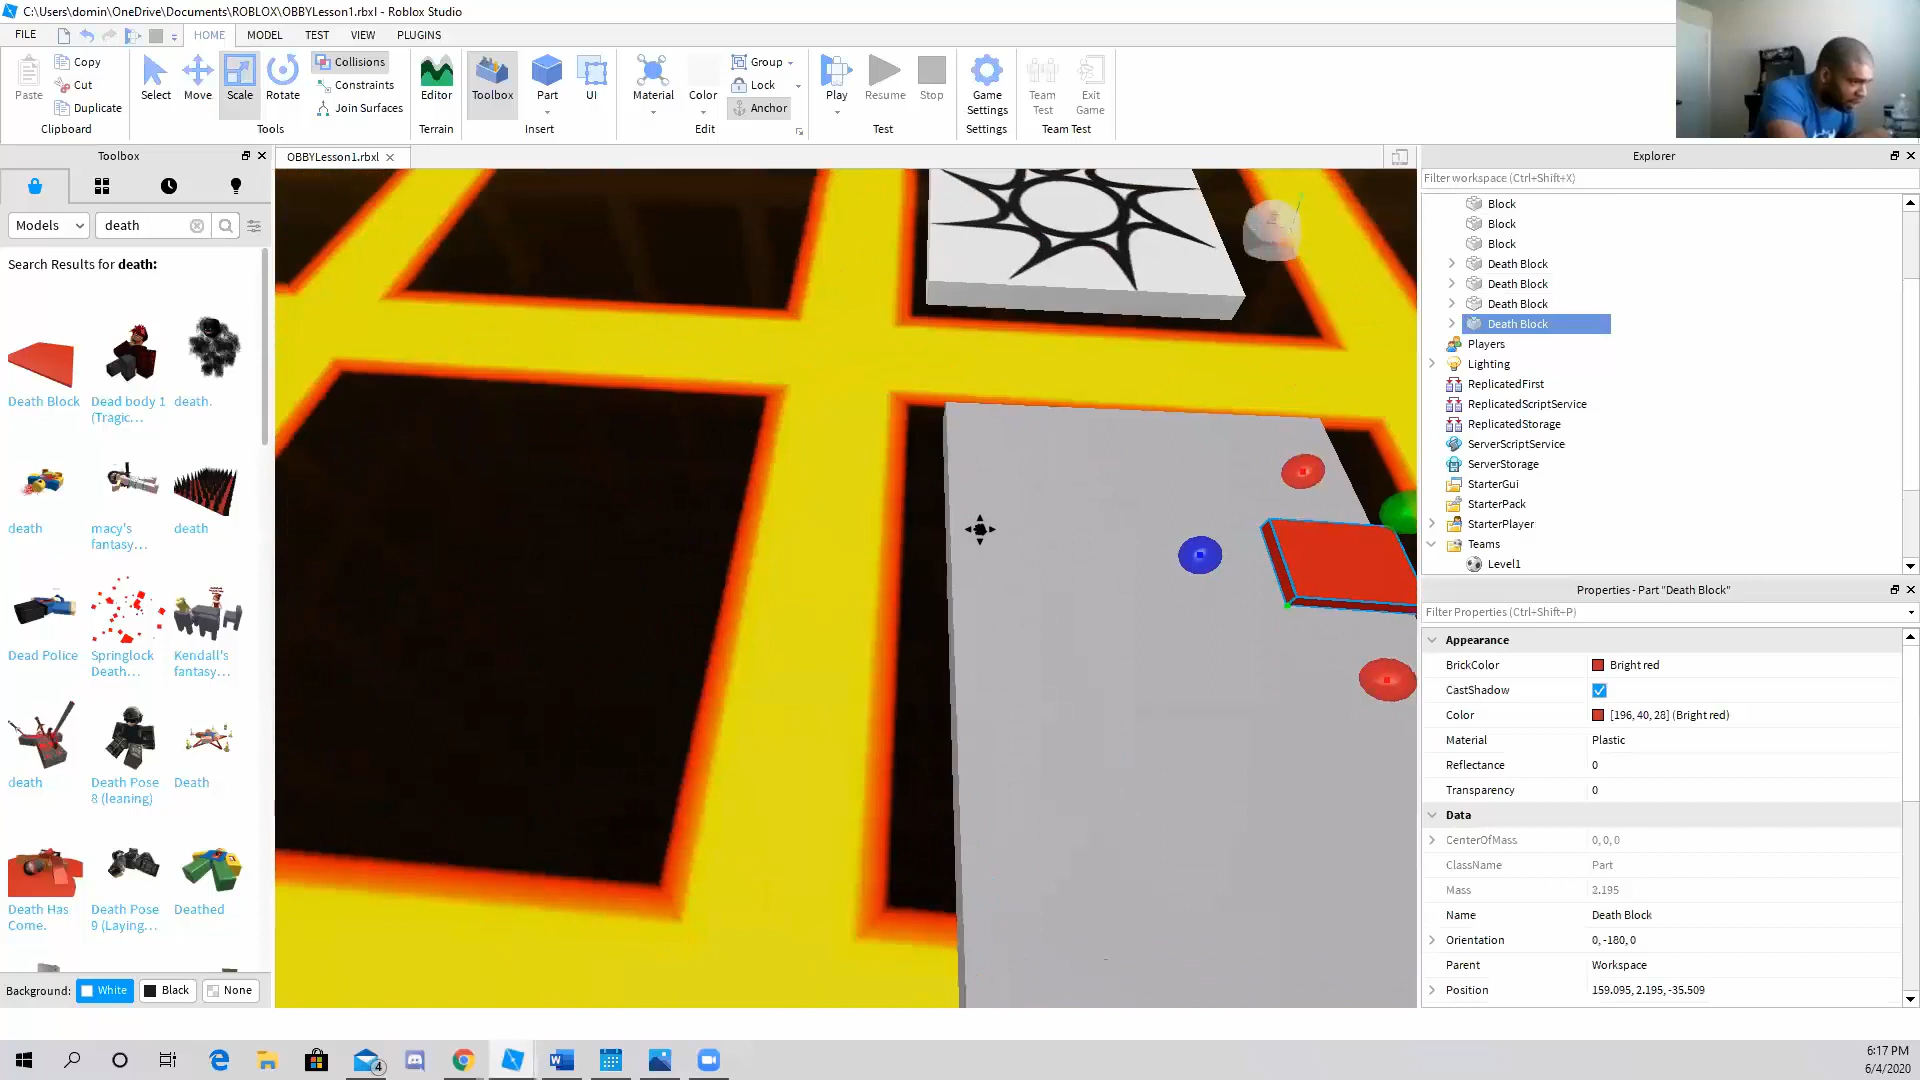 C:\Users\domin\OneDrive\Documents\ROBLOX\OBBYLesson1.rbxl - Roblox Studio
FILE HOME MODEL TEST VIEW PLUGINS
Paste Copy Cut Duplicate Select Move Scale Rotate Collisions Constraints Join Surfaces Editor Toolbox Part UI Material Color Group Lock Anchor Play Resume Stop Game Settings Team Test Exit Game
Clipboard Tools Terrain Insert Edit Test Settings Team Test
Toolbox
Models death
Search Results for death:
Death Block Dead body 1 (Tragic... death.
death macy's fantasy... death
Dead Police Springlock Death... Kendall's fantasy...
death Death Pose 8 (leaning) Death
Death Has Come. Death Pose 9 (Laying... Deathed
Background: White Black None
OBBYLesson1.rbxl
Explorer
Filter workspace (Ctrl+Shift+X)
Block
Block
Block
Death Block
Death Block
Death Block
Death Block
Players
Lighting
ReplicatedFirst
ReplicatedScriptService
ReplicatedStorage
ServerScriptService
ServerStorage
StarterGui
StarterPack
StarterPlayer
Teams
Level1
Properties - Part "Death Block"
Filter Properties (Ctrl+Shift+P)
Appearance
BrickColor Bright red
CastShadow
Color [196, 40, 28] (Bright red)
Material Plastic
Reflectance 0
Transparency 0
Data
CenterOfMass 0, 0, 0
ClassName Part
Mass 2.195
Name Death Block
Orientation 0, -180, 0
Parent Workspace
Position 159.095, 2.195, -35.509
4
6:17 PM
6/4/2020